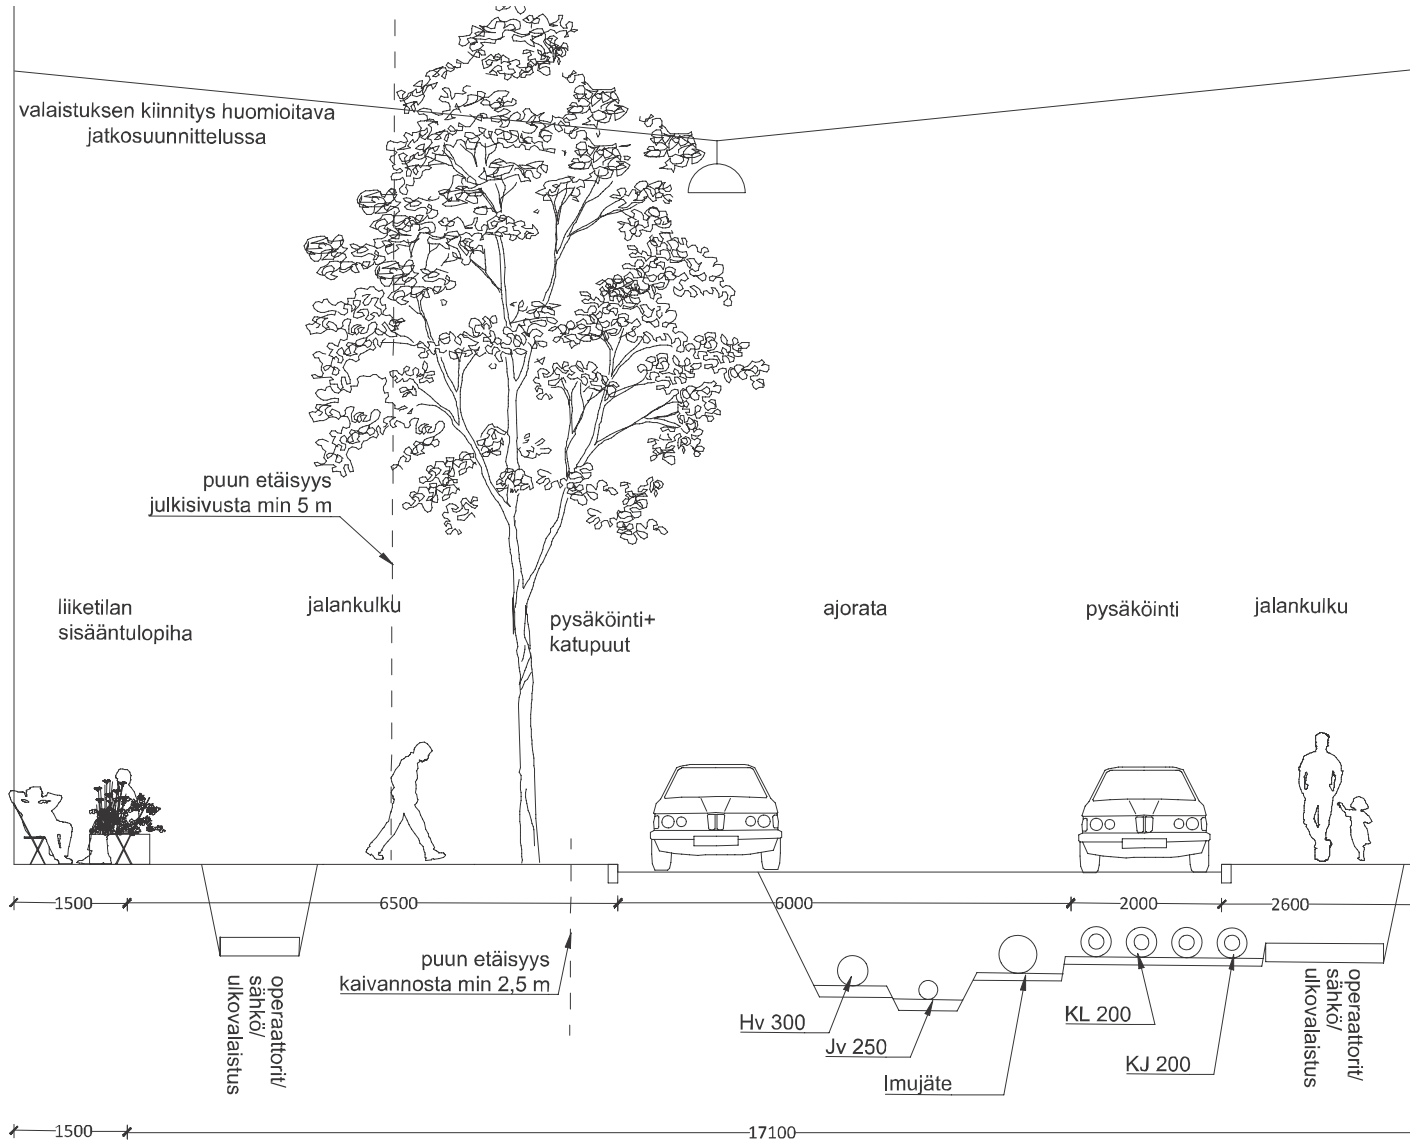 valaistuksen kiinnitys huomioitava
jatkosuunnittelussa
puun etäisyys
julkisivusta min 5 m
liiketilan
sisääntulopiha
jalankulku
pysäköinti+
katupuut
ajorata
pysäköinti
jalankulku
1500
6500
6000
2000
2600
puun etäisyys
kaivannosta min 2,5 m
operaattorit/
sähkö/
ulkovalaistus
Hv 300
Jv 250
Imujäte
KL 200
KJ 200
operaattorit/
sähkö/
ulkovalaistus
1500
17100